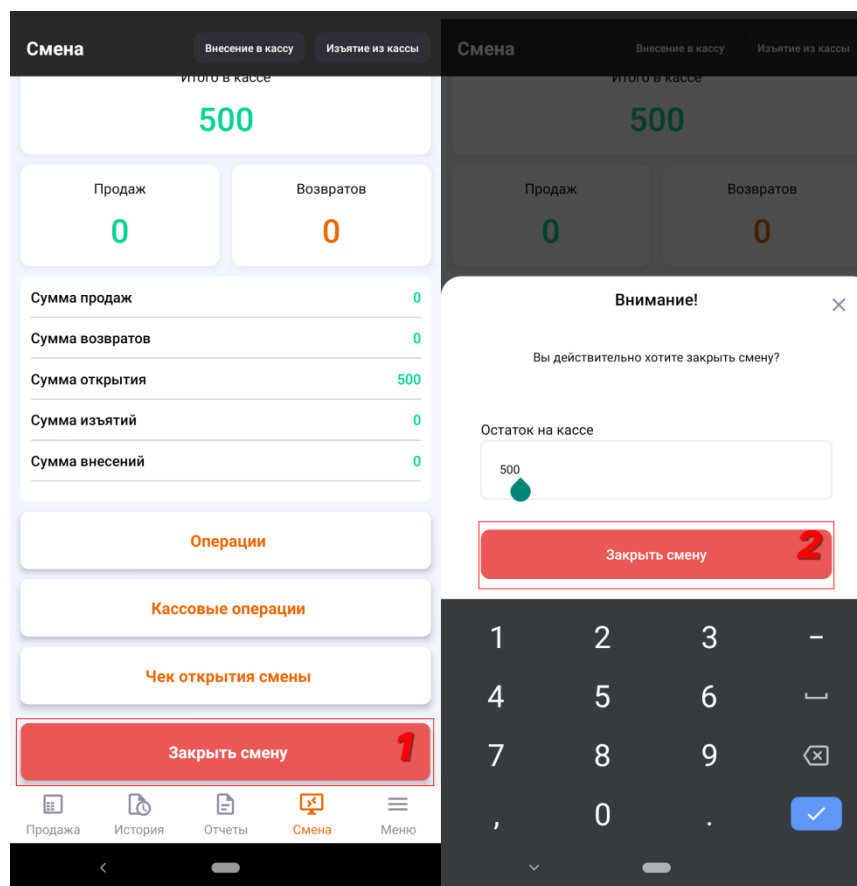 Смена
Внесение в кассу
Изъятие из кассы
Итого в кассе
500
Продаж
Возвратов
0
0
Сумма продаж 0
Сумма возвратов 0
Сумма открытия 500
Сумма изъятий 0
Сумма внесений 0
Операции
Кассовые операции
Чек открытия смены
Закрыть смену
1
Продажа
История
Отчеты
Смена
Меню
Смена
Внесение в кассу
Изъятие из кассы
Итого в кассе
500
Продаж
Возвратов
0
0
Внимание!
Вы действительно хотите закрыть смену?
Остаток на кассе
500
Закрыть смену
2
1 2 3 –
4 5 6
7 8 9
, 0 .